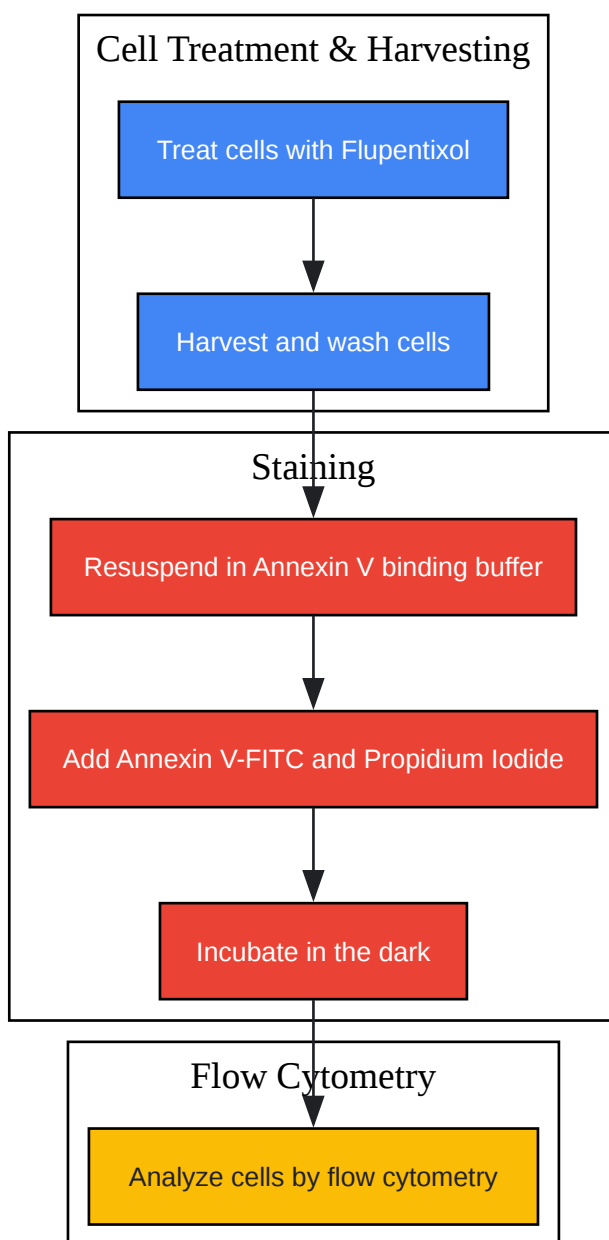 Cell Treatment & Harvesting
Treat cells with Flupentixol
Harvest and wash cells
Staining
Resuspend in Annexin V binding buffer
Add Annexin V-FITC and Propidium Iodide
Incubate in the dark
Flow Cytometry
Analyze cells by flow cytometry